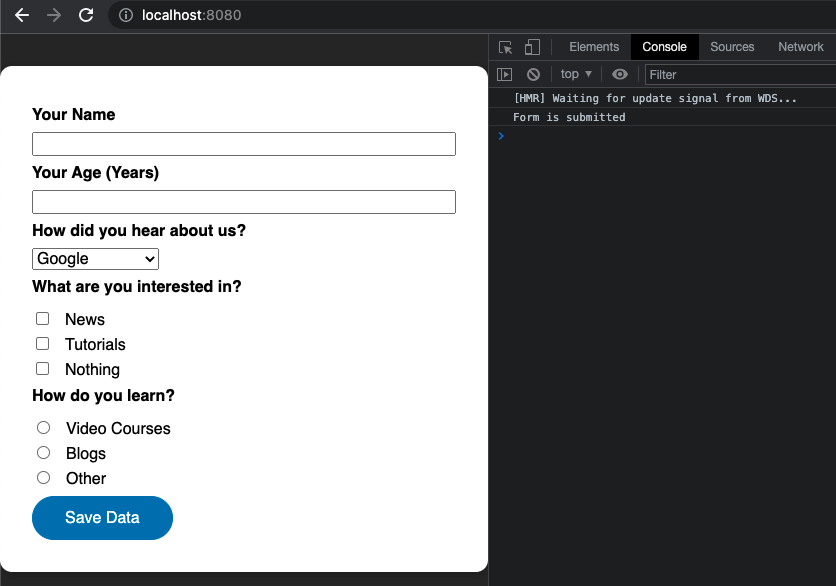 localhost:8080
Elements Console Sources Network
top Filter
[HMR] Waiting for update signal from WDS...
Form is submitted
Your Name
Your Age (Years)
How did you hear about us?
Google
What are you interested in?
News
Tutorials
Nothing
How do you learn?
Video Courses
Blogs
Other
Save Data